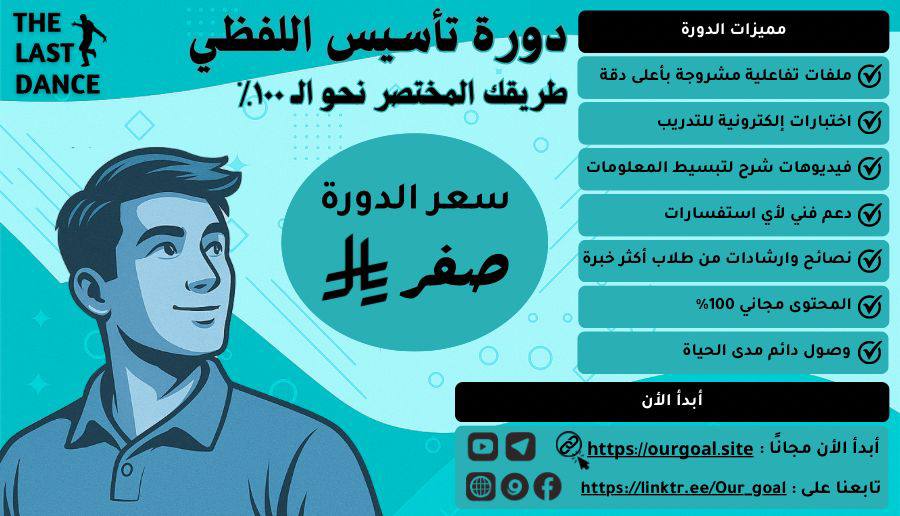 THE
LAST
DANCE
دورة تأسيس اللفظي
طريقك المختصر نحو الـ ١٠٠٪
سعر الدورة
صفر
مميزات الدورة
ملفات تفاعلية مشروحة بأعلى دقة
اختبارات إلكترونية للتدريب
فيديوهات شرح لتبسيط المعلومات
دعم فني لأي استفسارات
نصائح وارشادات من طلاب أكثر خبرة
المحتوى مجاني 100%
وصول دائم مدى الحياة
أبدأ الأن
أبدأ الأن مجانًا : https://ourgoal.site
تابعنا على : https://linktr.ee/Our_goal